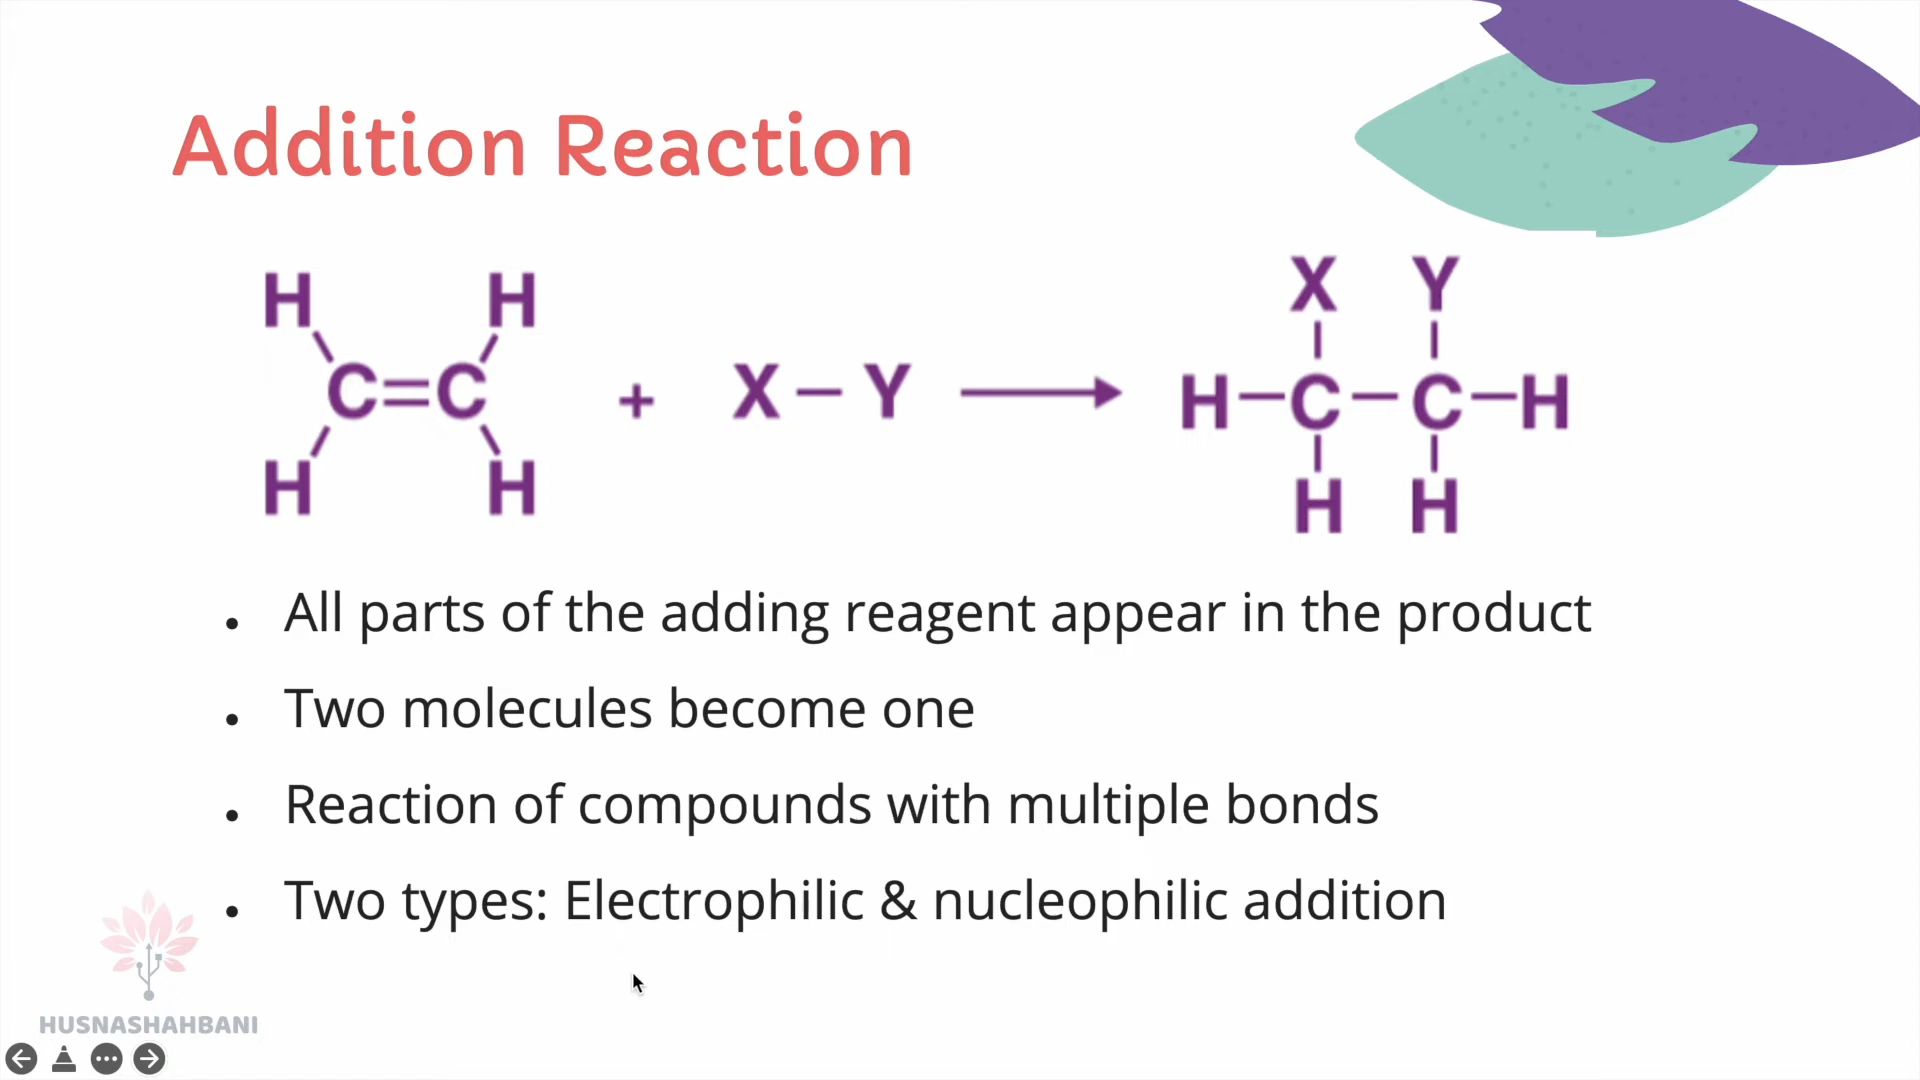 Addition Reaction
H H X Y
C=C + X — Y → H—C—C—H
H H H H
• All parts of the adding reagent appear in the product
• Two molecules become one
• Reaction of compounds with multiple bonds
• Two types: Electrophilic & nucleophilic addition
HUSNASHAHBANI